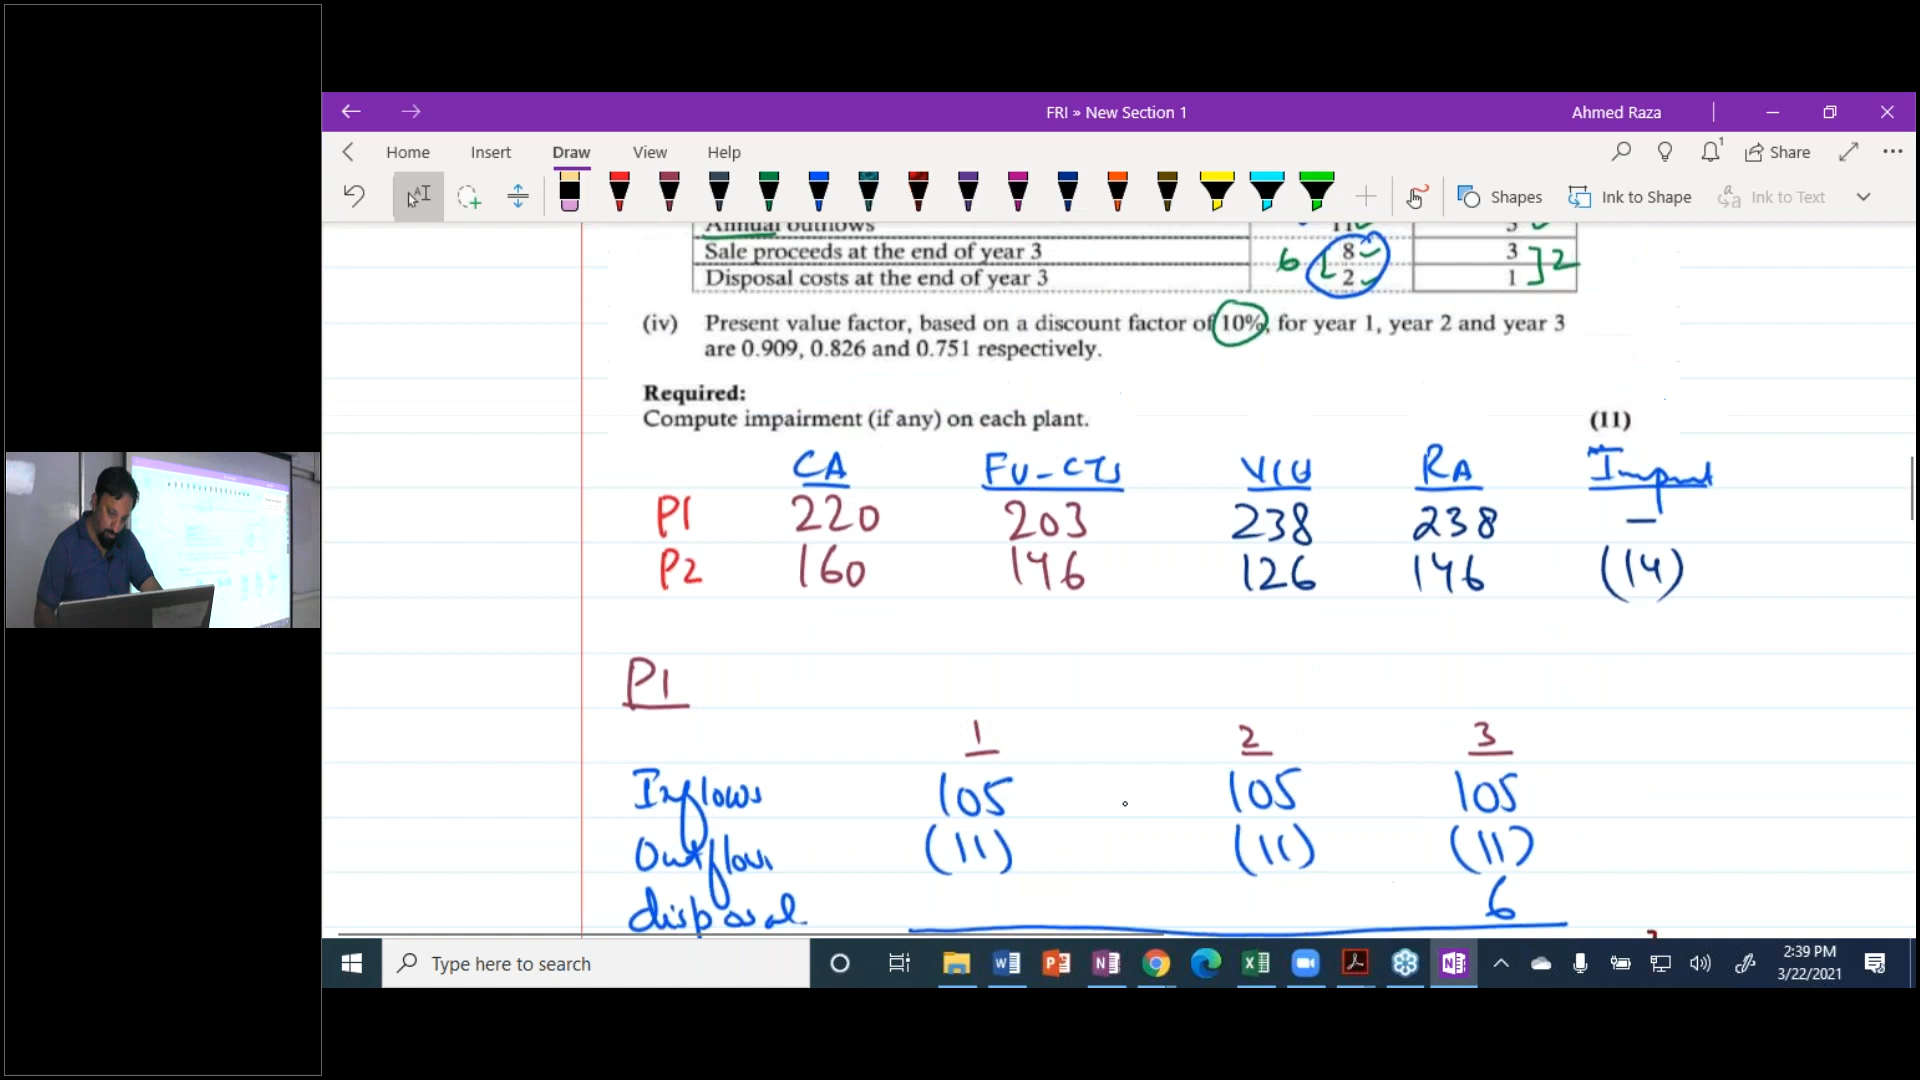 FRI » New Section 1
Ahmed Raza
Home Insert Draw View Help
Share
Shapes
Ink to Shape
Ink to Text
Annual outflows 11 5
Sale proceeds at the end of year 3 8 3
6 2
Disposal costs at the end of year 3 2 1
(iv) Present value factor, based on a discount factor of 10%, for year 1, year 2 and year 3
are 0.909, 0.826 and 0.751 respectively.
Required:
Compute impairment (if any) on each plant. (11)
CA FV-CTS VIU RA
P1 220 203 238 238 –
P2 160 146 126 146 (14)
P1
1 2 3
Inflows 105 105 105
Outflows (11) (11) (11)
disposal 6
Type here to search
2:39 PM
3/22/2021